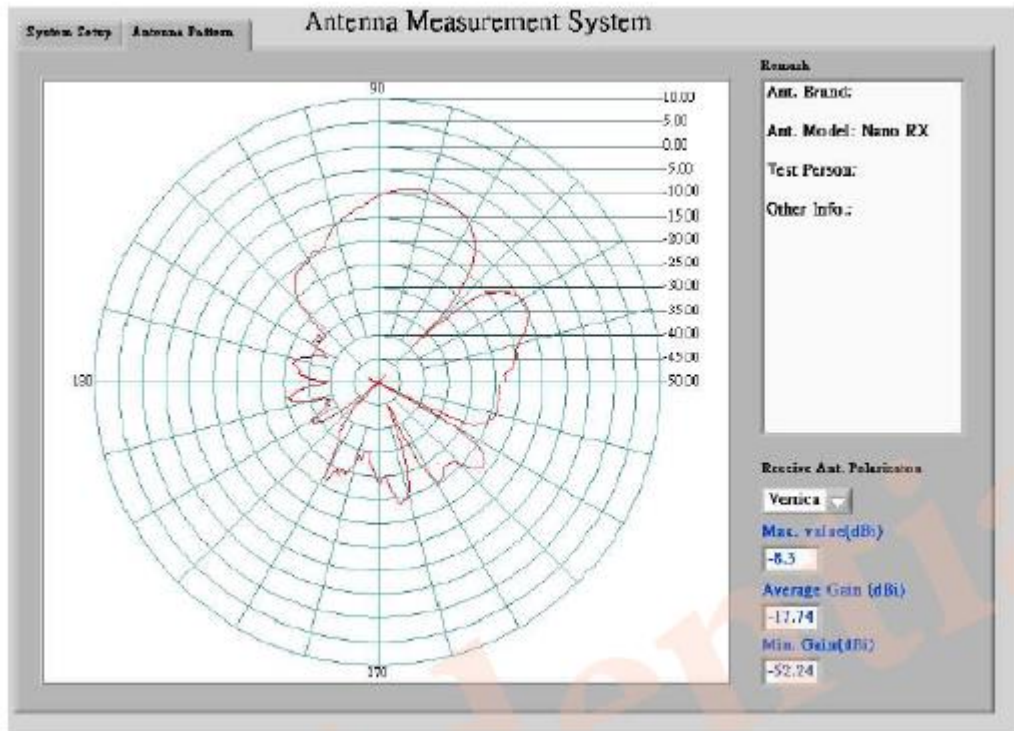 Antenna Measurement System
System Setup
Antenna Pattern
90
10.00
5.00
0.00
-5.00
-10.00
-15.00
-20.00
-25.00
-30.00
-35.00
-40.00
-45.00
-50.00
180
270
Remark
Ant. Brand:
Ant. Model: Nano RX
Test Person:
Other Info.:
Receive Ant. Polarization
Vertica
Max. value(dBi)
-8.3
Average Gain (dBi)
-17.74
Min. Gain(dBi)
-52.24